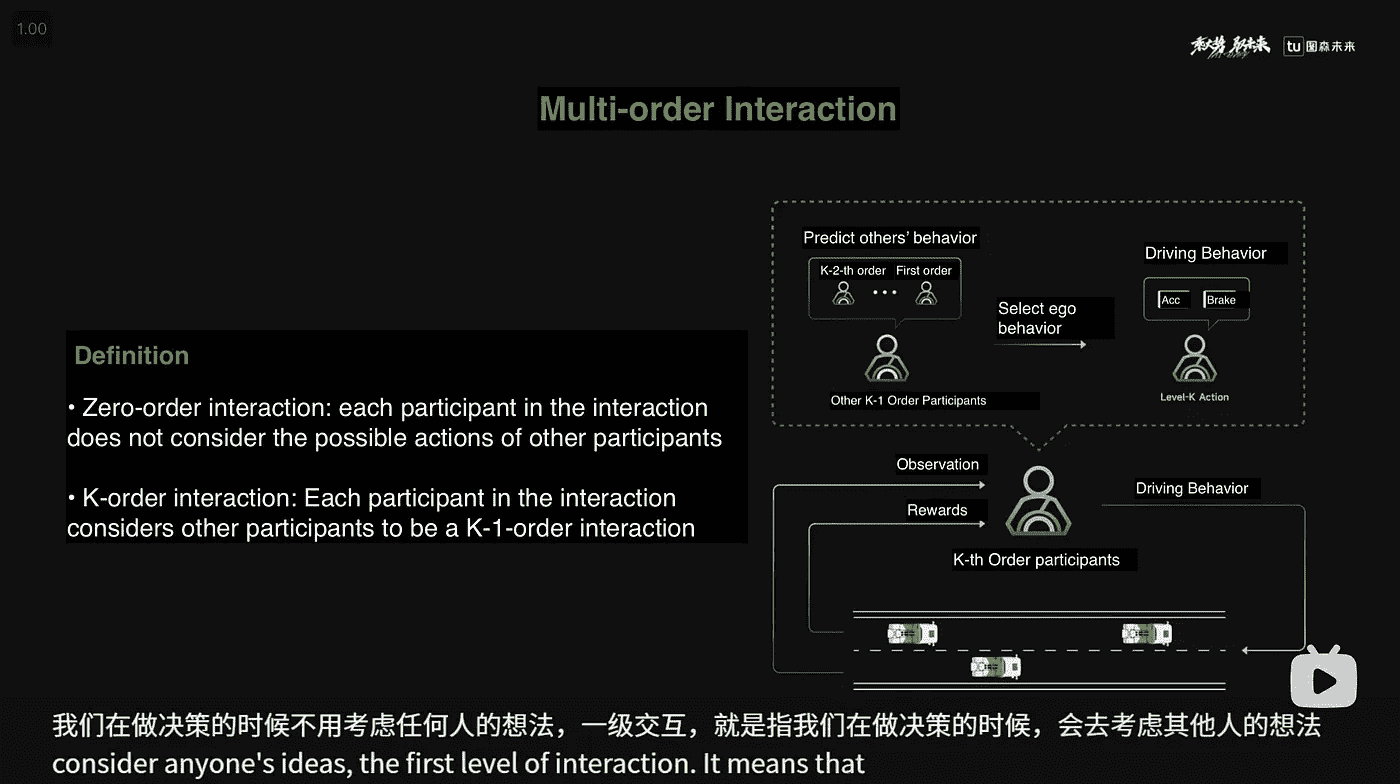 1.00
tu 图森未来
Multi-order Interaction
Predict others' behavior
K-2-th order First order
Select ego
behavior
Driving Behavior
Acc Brake
Other K-1 Order Participants
Level-K Action
Definition
• Zero-order interaction: each participant in the interaction
does not consider the possible actions of other participants
• K-order interaction: Each participant in the interaction
considers other participants to be a K-1-order interaction
Observation
Rewards
Driving Behavior
K-th Order participants
我们在做决策的时候不用考虑任何人的想法，一级交互，就是指我们在做决策的时候，会去考虑其他人的想法
consider anyone's ideas, the first level of interaction. It means that